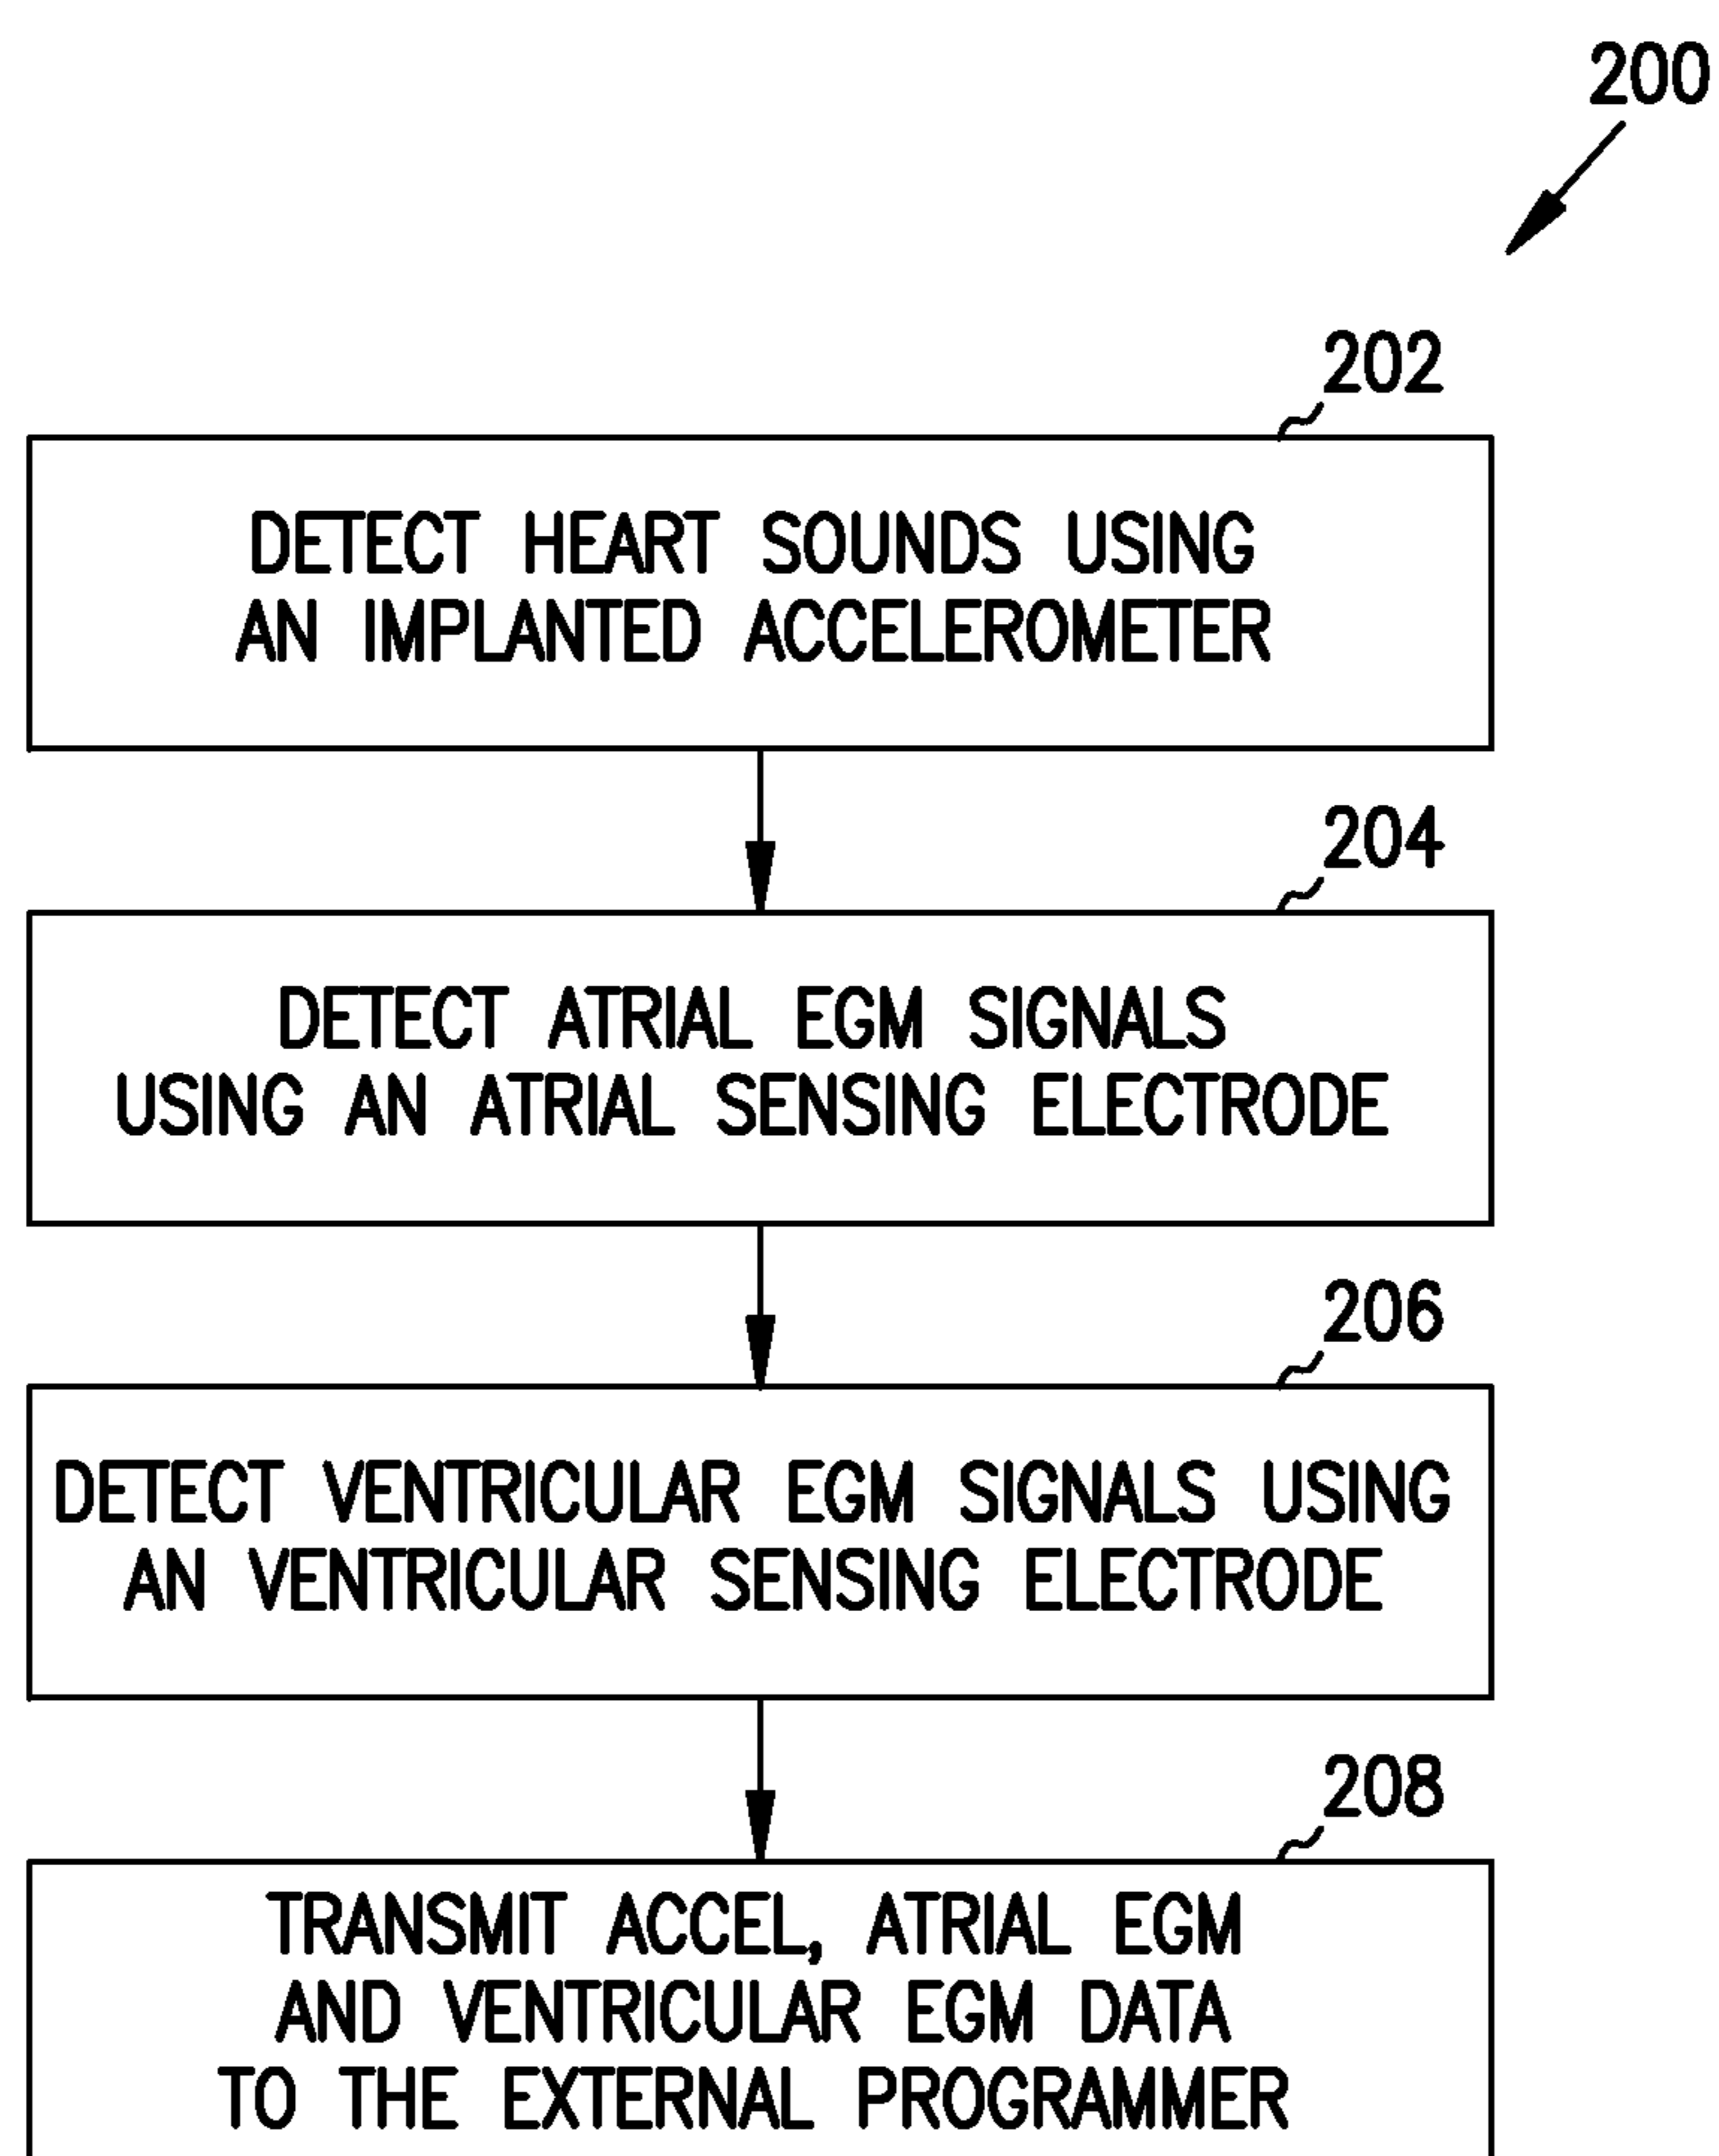 200
202
DETECT HEART SOUNDS USING
AN IMPLANTED ACCELEROMETER
204
DETECT ATRIAL EGM SIGNALS
USING AN ATRIAL SENSING ELECTRODE
206
DETECT VENTRICULAR EGM SIGNALS USING
AN VENTRICULAR SENSING ELECTRODE
208
TRANSMIT ACCEL, ATRIAL EGM
AND VENTRICULAR EGM DATA
TO THE EXTERNAL PROGRAMMER